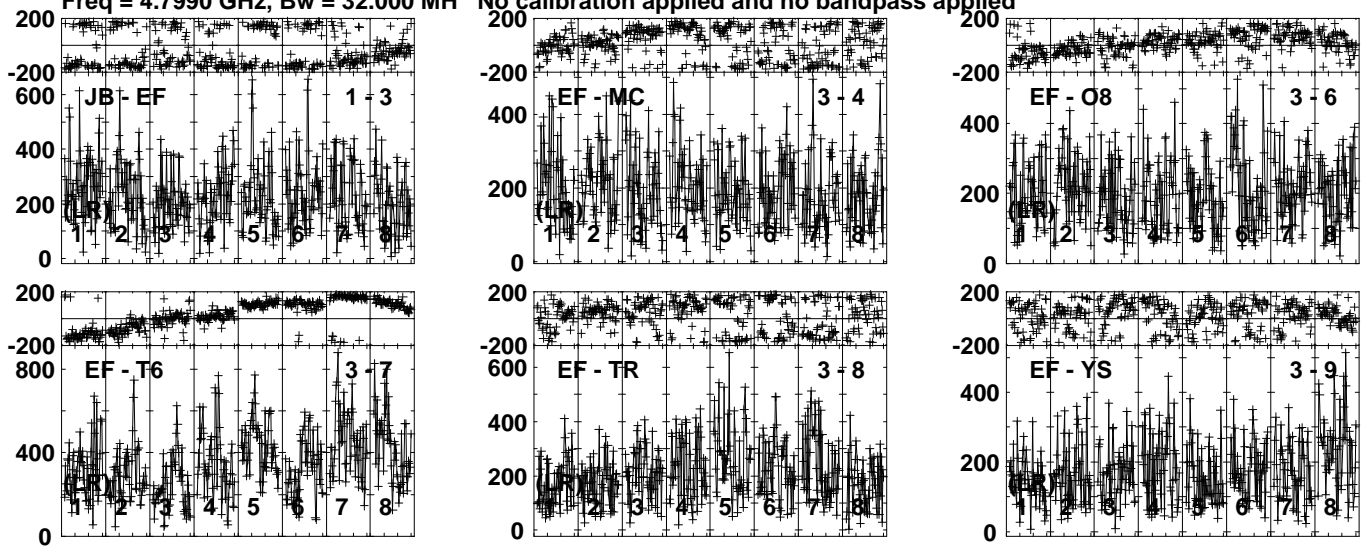 Freq = 4.7990 GHz, Bw = 32.000 MH No calibration applied and no bandpass applied
200
-200
600
400
200
0
JB - EF 1 - 3
(LR)
1 2 3 4 5 6 7 8
200
-200
400
200
0
EF - MC 3 - 4
(LR)
1 2 3 4 5 6 7 8
200
-200
400
200
0
EF - O8 3 - 6
(LR)
1 2 3 4 5 6 7 8
200
-200
800
400
0
EF - T6 3 - 7
(LR)
1 2 3 4 5 6 7 8
200
-200
600
400
200
0
EF - TR 3 - 8
(LR)
1 2 3 4 5 6 7 8
200
-200
400
200
0
EF - YS 3 - 9
(LR)
1 2 3 4 5 6 7 8